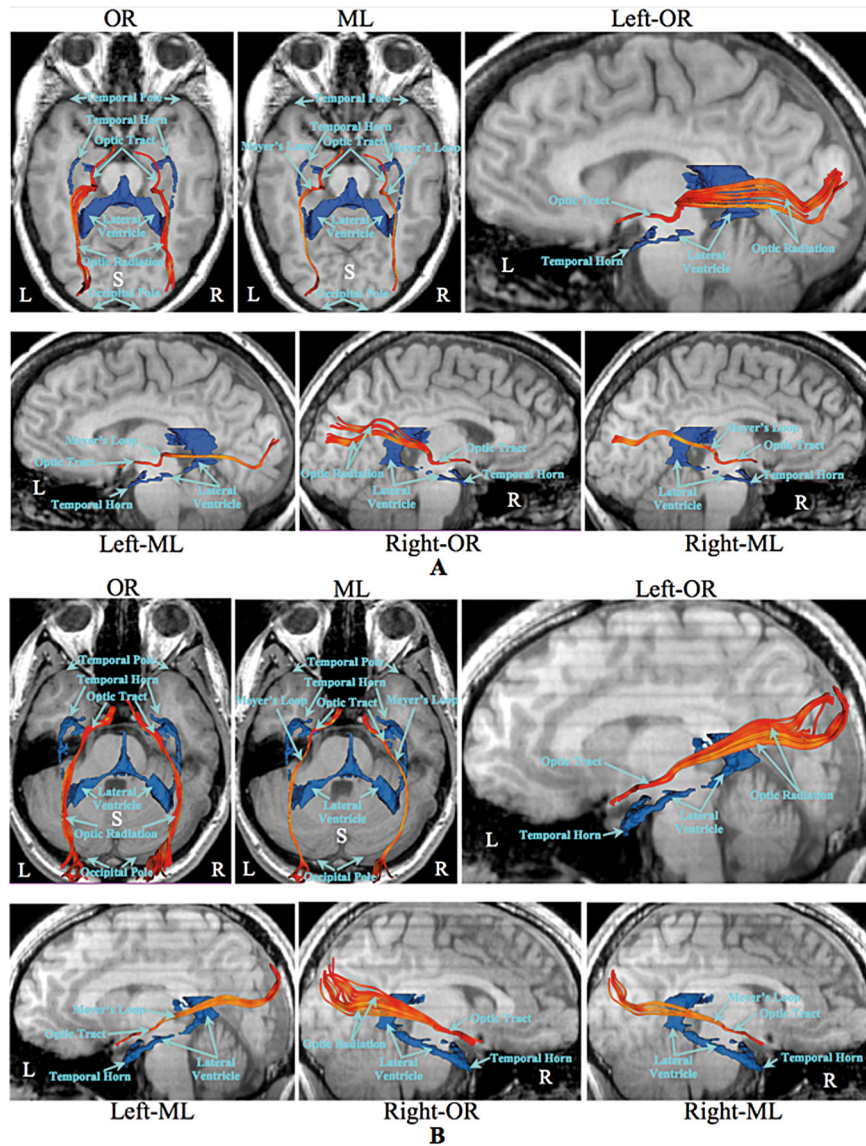 OR ML Left-OR
Temporal Pole
Temporal Horn
Optic Tract
Lateral
Ventricle
Optic Radiation
S
L R
Occipital Pole
Temporal Pole
Temporal Horn
Optic Tract
Meyer's Loop Meyer's Loop
Lateral
Ventricle
S
L R
Occipital Pole
Optic Tract
Optic Radiation
L
Temporal Horn
Lateral
Ventricle
Meyer's Loop
Optic Tract
L
Temporal Horn
Lateral
Ventricle
Optic Tract
Optic Radiation
Lateral
Ventricle
Temporal Horn
R
Meyer's Loop
Optic Tract
Lateral
Ventricle
Temporal Horn
R
Left-ML Right-OR Right-ML
A
OR ML Left-OR
Temporal Pole
Temporal Horn
Optic Tract
Lateral
Ventricle
S
Optic Radiation
L R
Occipital Pole
Temporal Pole
Temporal Horn
Optic Tract
Meyer's Loop Meyer's Loop
Lateral
Ventricle
S
L R
Occipital Pole
Optic Tract
Optic Radiation
L
Temporal Horn
Lateral
Ventricle
Meyer's Loop
Optic Tract
L
Temporal Horn
Lateral
Ventricle
Optic Tract
Optic Radiation
Lateral
Ventricle
Temporal Horn
R
Meyer's Loop
Optic Tract
Lateral
Ventricle
Temporal Horn
R
Left-ML Right-OR Right-ML
B